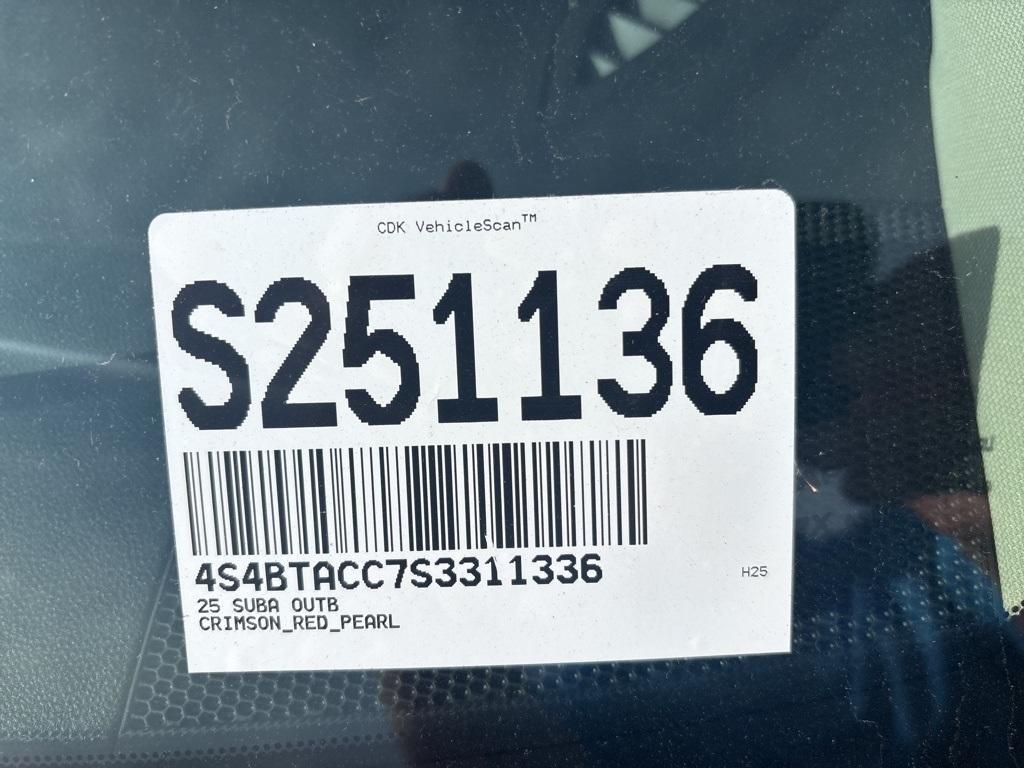 CDK VehicleScan™
S251136
4S4BTACC7S3311336
H25
25 SUBA OUTB
CRIMSON_RED_PEARL